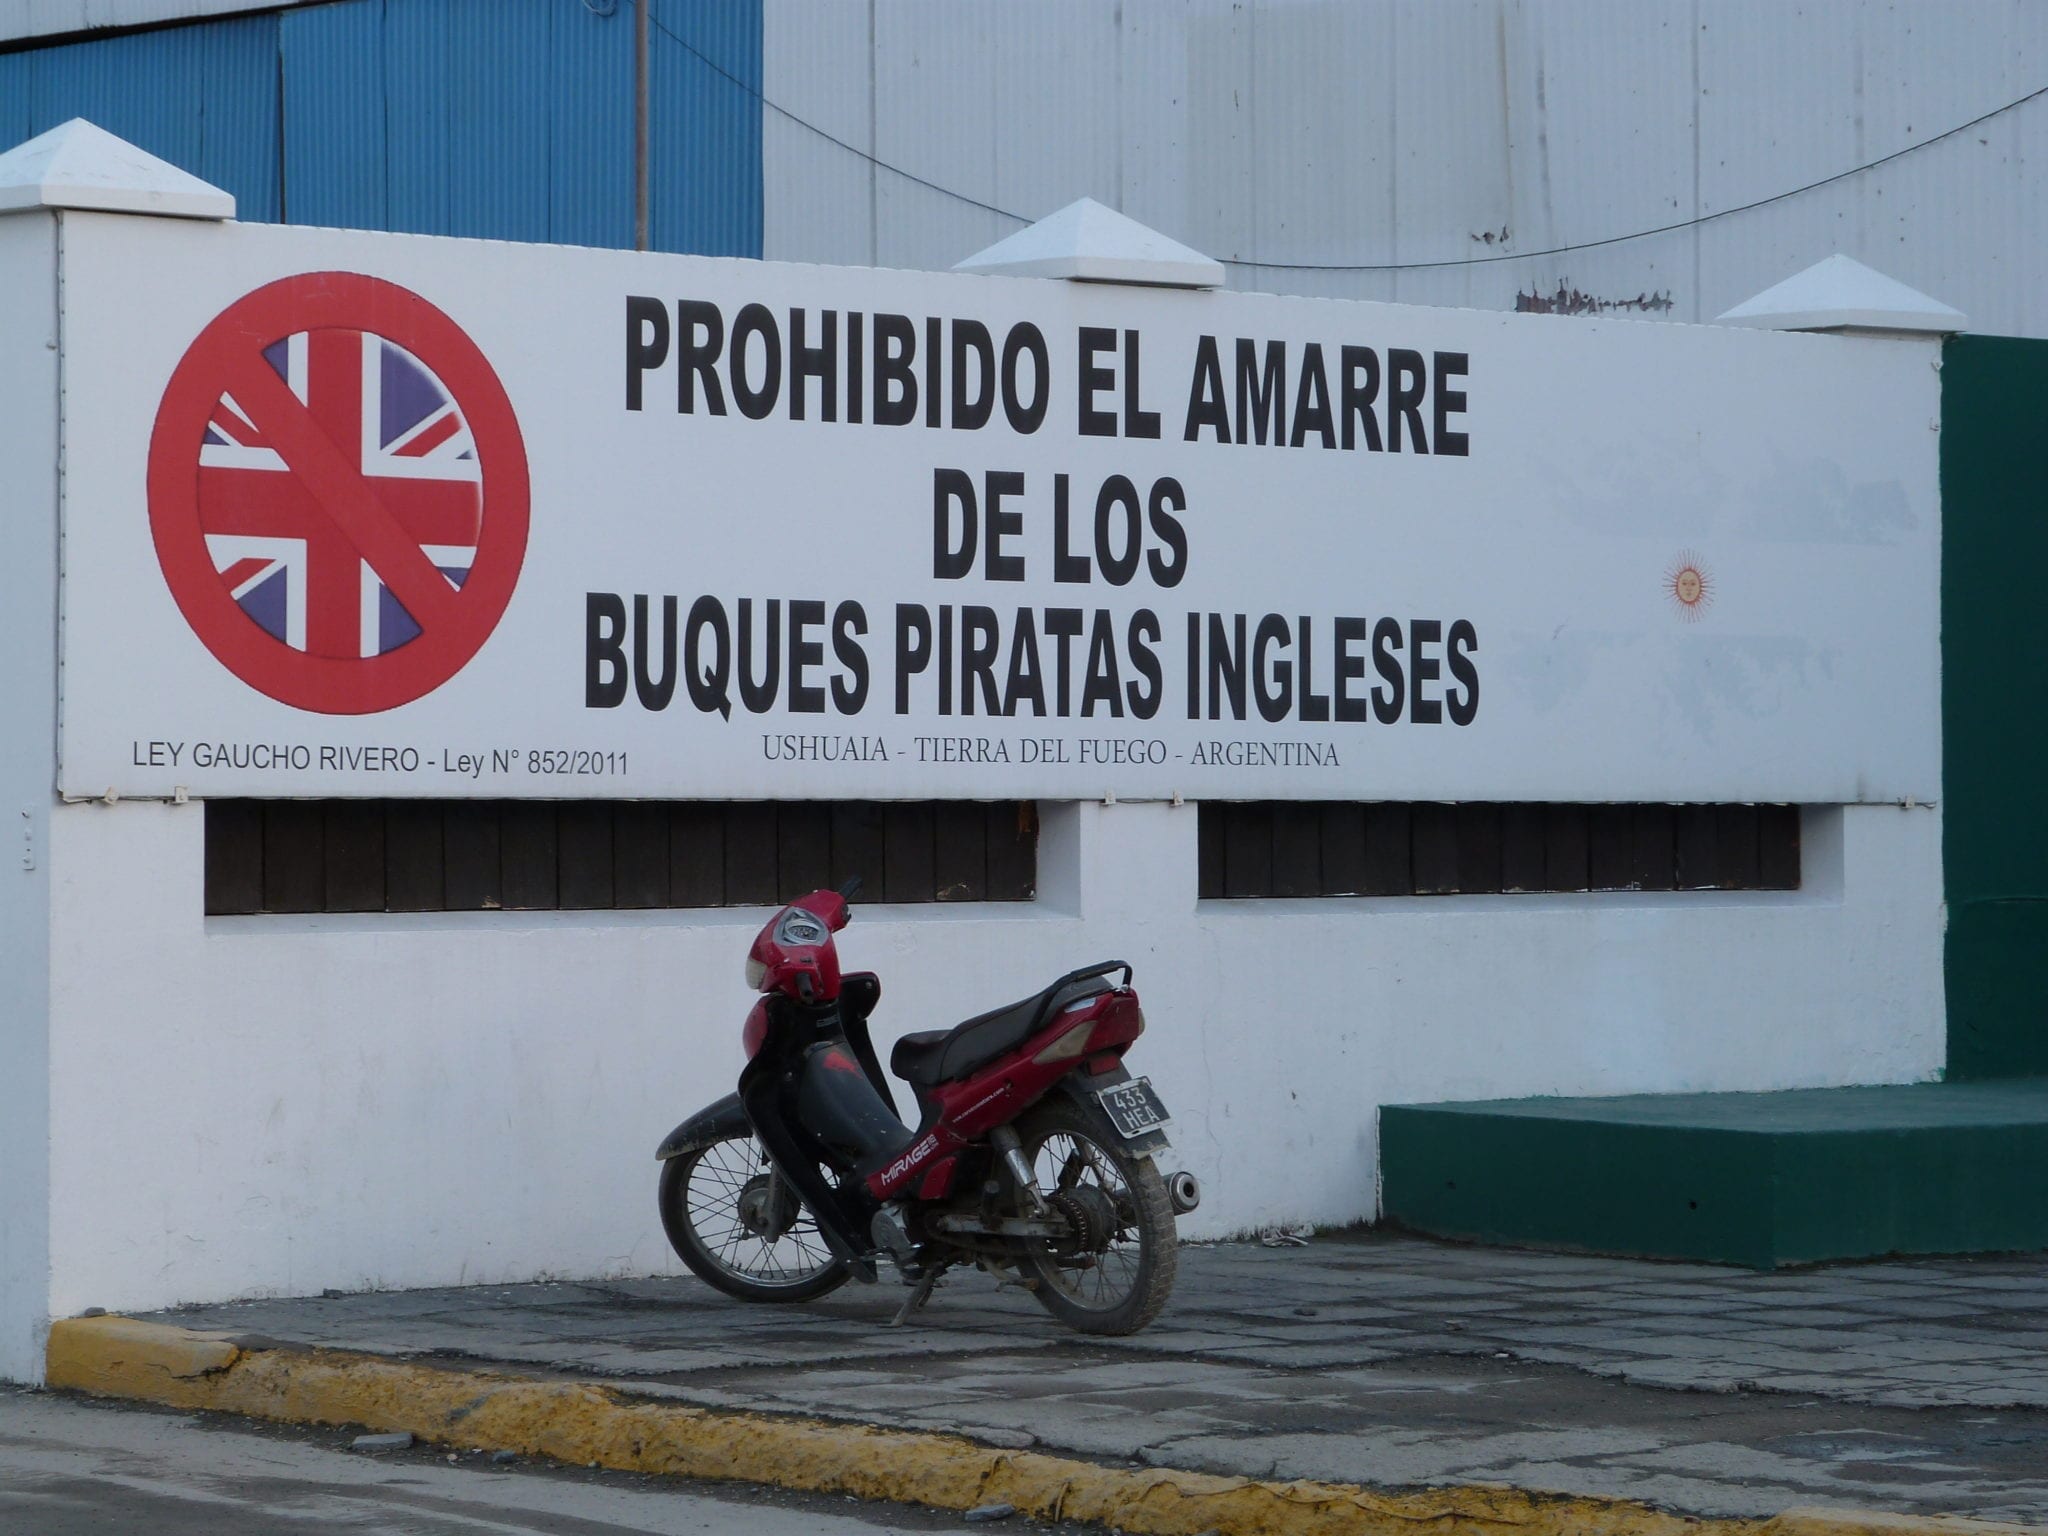 PROHIBIDO EL AMARRE
DE LOS
BUQUES PIRATAS INGLESES
LEY GAUCHO RIVERO - Ley N° 852/2011
USHUAIA - TIERRA DEL FUEGO - ARGENTINA
MIRAGE
433
HEA